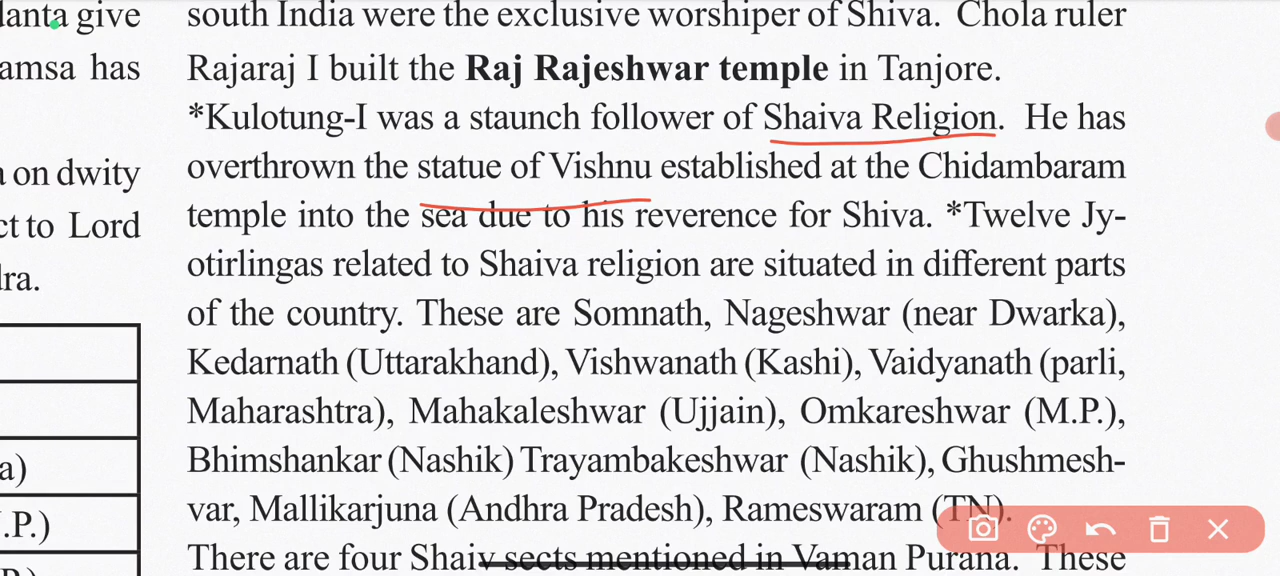 lanta give
amsa has
a on dwity
ct to Lord
dra.
a)
.P.)
south India were the exclusive worshiper of Shiva. Chola ruler
Rajaraj I built the Raj Rajeshwar temple in Tanjore.
*Kulotung-I was a staunch follower of Shaiva Religion. He has
overthrown the statue of Vishnu established at the Chidambaram
temple into the sea due to his reverence for Shiva. *Twelve Jy-
otirlingas related to Shaiva religion are situated in different parts
of the country. These are Somnath, Nageshwar (near Dwarka),
Kedarnath (Uttarakhand), Vishwanath (Kashi), Vaidyanath (parli,
Maharashtra), Mahakaleshwar (Ujjain), Omkareshwar (M.P.),
Bhimshankar (Nashik) Trayambakeshwar (Nashik), Ghushmesh-
var, Mallikarjuna (Andhra Pradesh), Rameswaram (TN).
There are four Shaiv sects mentioned in Vaman Purana. These